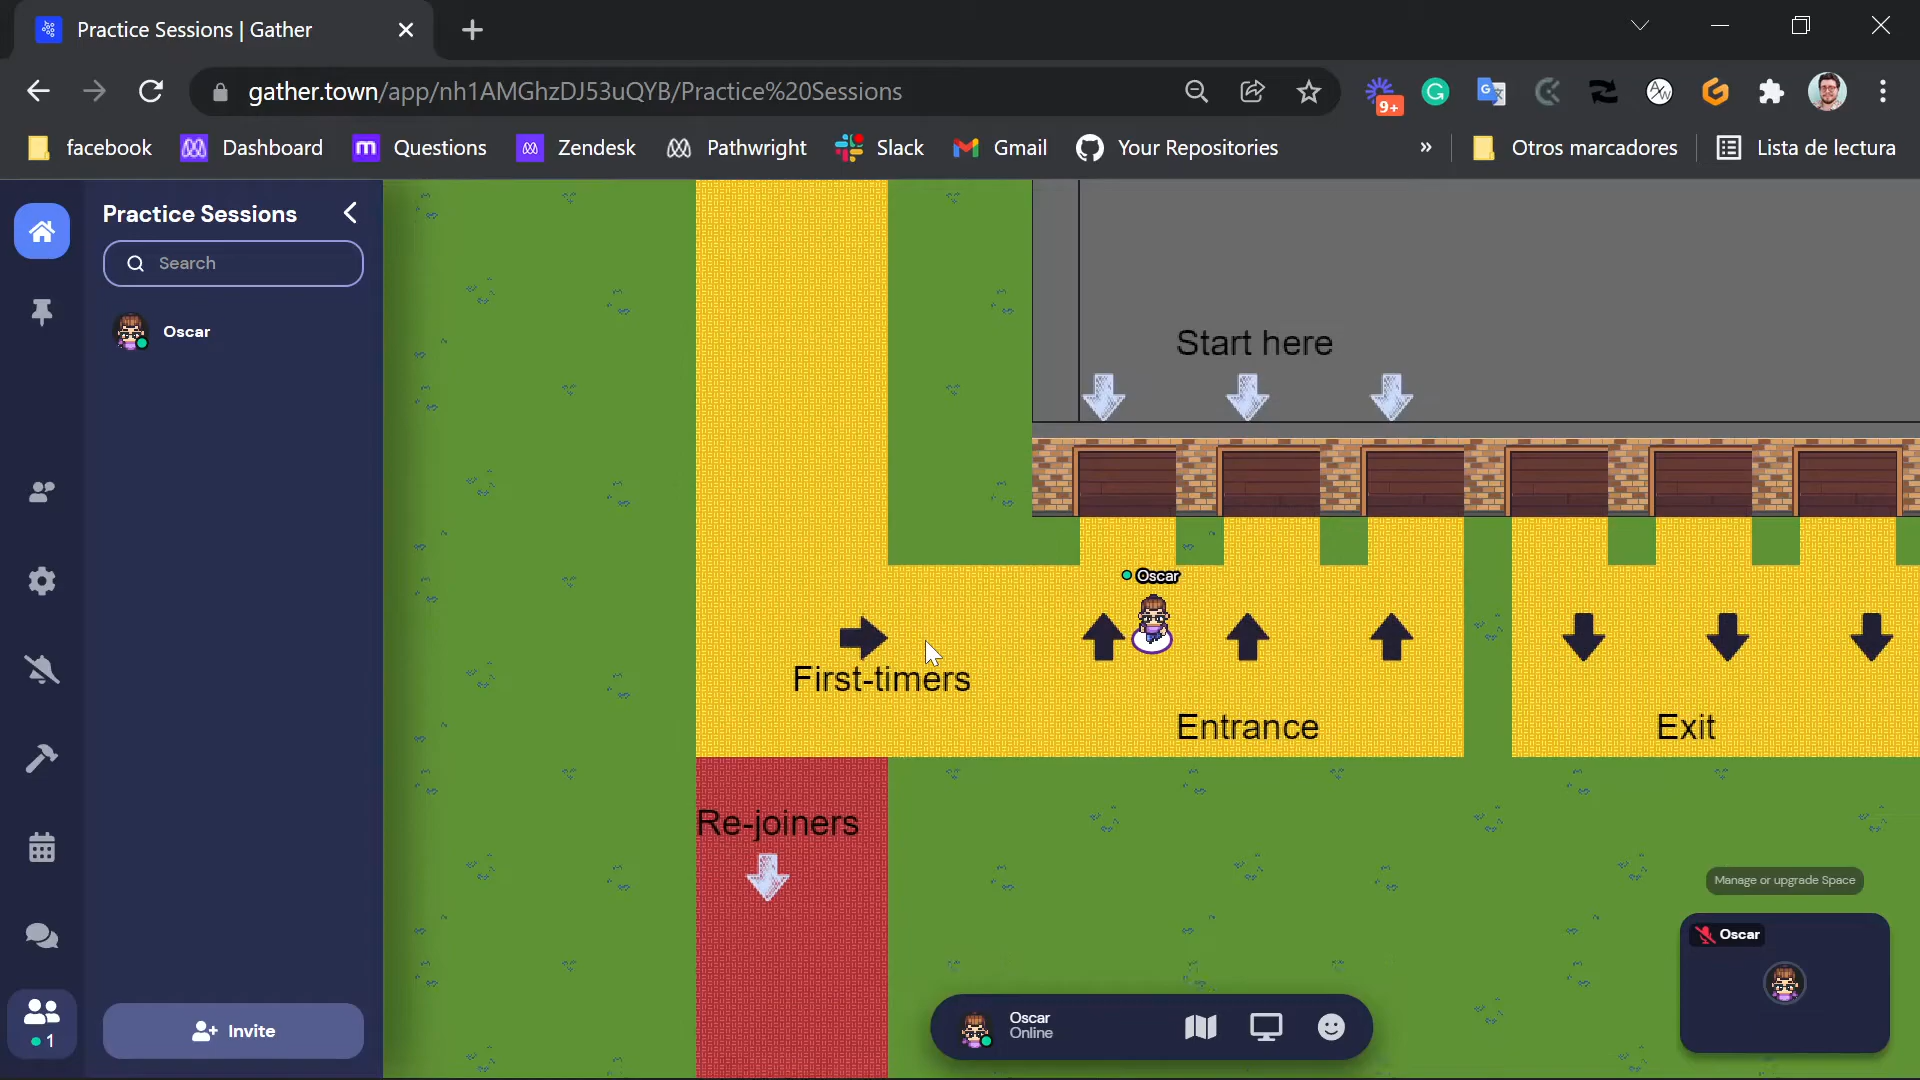 Practice Sessions | Gather
gather.town/app/nh1AMGhzDJ53uQYB/Practice%20Sessions
9+
facebook
Dashboard
Questions
Zendesk
Pathwright
Slack
Gmail
Your Repositories
»
Otros marcadores
Lista de lectura
Practice Sessions
Search
Oscar
Start here
Oscar
First-timers
Entrance
Exit
Re-joiners
Manage or upgrade Space
Oscar
Oscar
Online
1
Invite